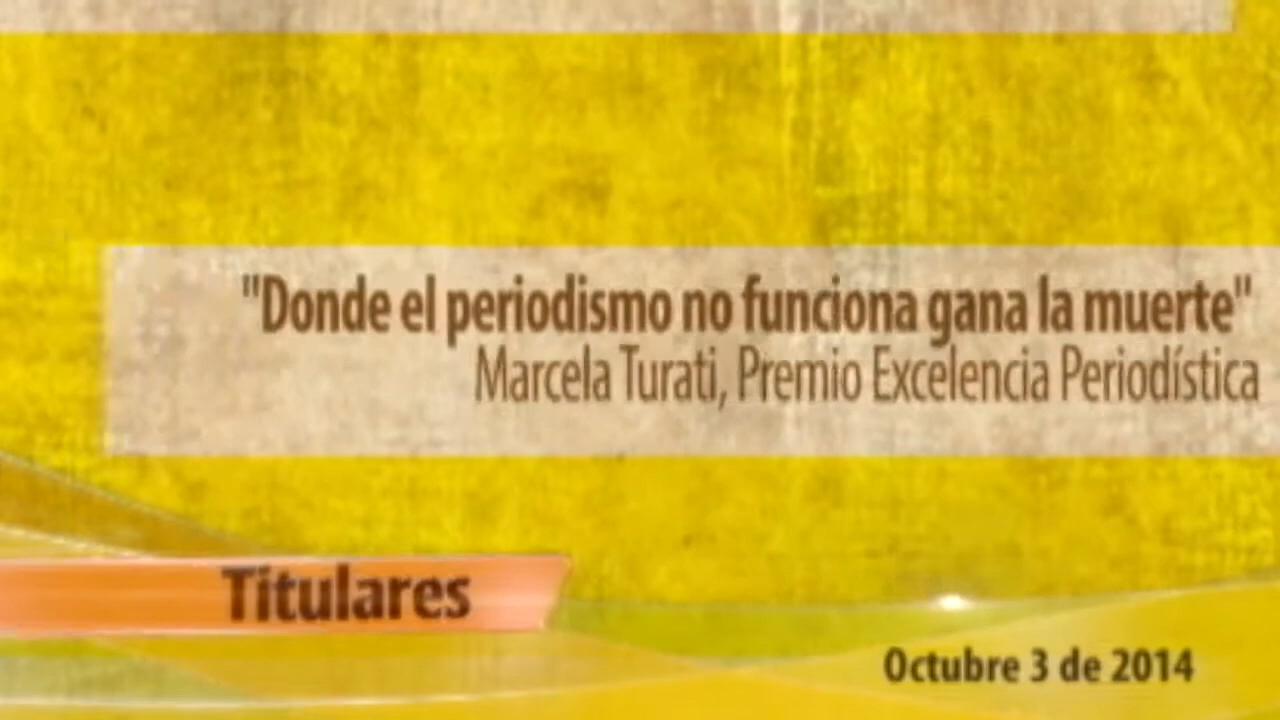 "Donde el periodismo no funciona gana la muerte"
Marcela Turati, Premio Excelencia Periodística
Titulares
Octubre 3 de 2014